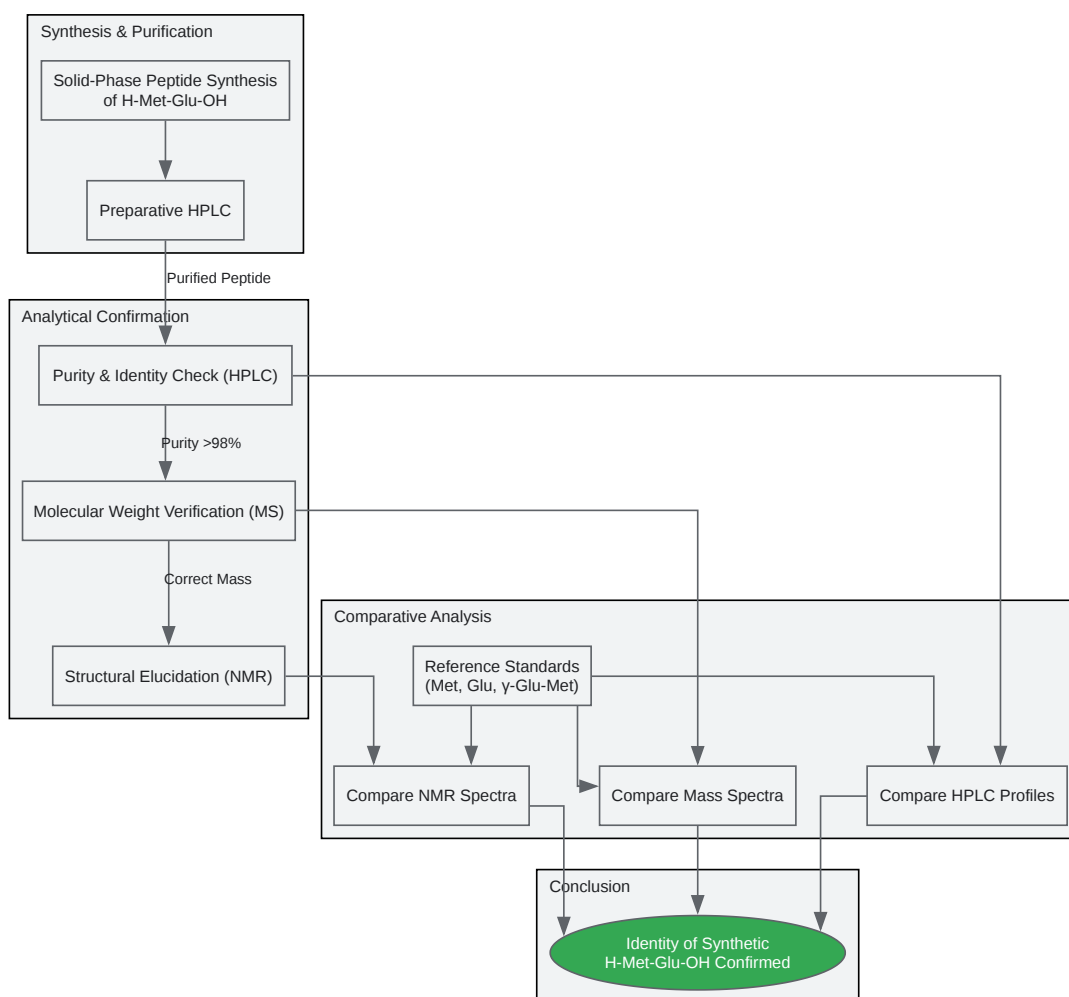 Synthesis & Purification
Solid-Phase Peptide Synthesis
of H-Met-Glu-OH
Preparative HPLC
Purified Peptide
Analytical Confirmation
Purity & Identity Check (HPLC)
Purity >98%
Molecular Weight Verification (MS)
Correct Mass
Structural Elucidation (NMR)
Comparative Analysis
Reference Standards
(Met, Glu, γ-Glu-Met)
Compare NMR Spectra
Compare Mass Spectra
Compare HPLC Profiles
Conclusion
Identity of Synthetic
H-Met-Glu-OH Confirmed